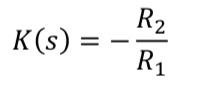 K(s) = - R₂/R₁